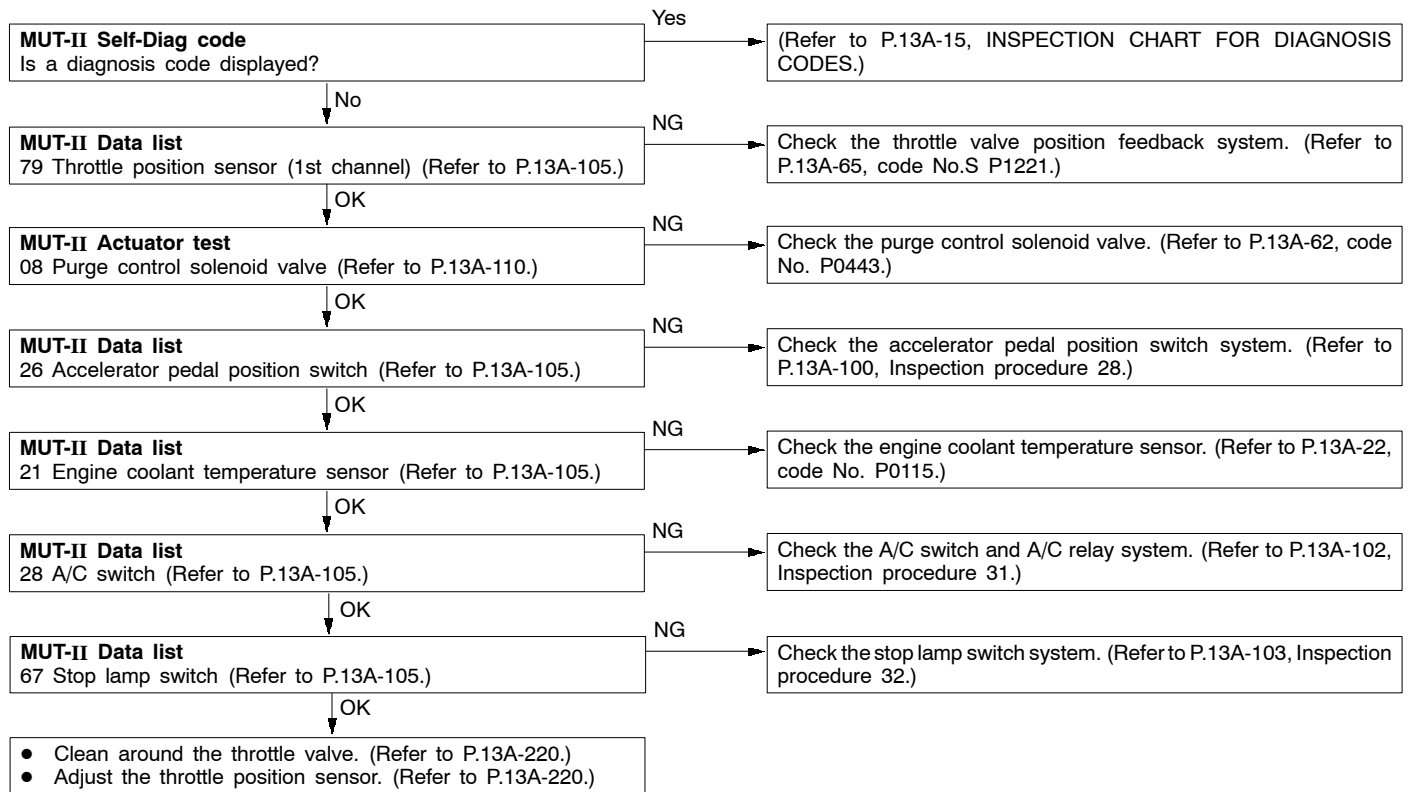 Yes
MUT-II Self-Diag code
Is a diagnosis code displayed?
(Refer to P.13A-15, INSPECTION CHART FOR DIAGNOSIS
CODES.)
No
MUT-II Data list
79 Throttle position sensor (1st channel) (Refer to P.13A-105.)
NG
Check the throttle valve position feedback system. (Refer to
P.13A-65, code No.S P1221.)
OK
MUT-II Actuator test
08 Purge control solenoid valve (Refer to P.13A-110.)
NG
Check the purge control solenoid valve. (Refer to P.13A-62, code
No. P0443.)
OK
MUT-II Data list
26 Accelerator pedal position switch (Refer to P.13A-105.)
NG
Check the accelerator pedal position switch system. (Refer to
P.13A-100, Inspection procedure 28.)
OK
MUT-II Data list
21 Engine coolant temperature sensor (Refer to P.13A-105.)
NG
Check the engine coolant temperature sensor. (Refer to P.13A-22,
code No. P0115.)
OK
MUT-II Data list
28 A/C switch (Refer to P.13A-105.)
NG
Check the A/C switch and A/C relay system. (Refer to P.13A-102,
Inspection procedure 31.)
OK
MUT-II Data list
67 Stop lamp switch (Refer to P.13A-105.)
NG
Check the stop lamp switch system. (Refer to P.13A-103, Inspection
procedure 32.)
OK
● Clean around the throttle valve. (Refer to P.13A-220.)
● Adjust the throttle position sensor. (Refer to P.13A-220.)